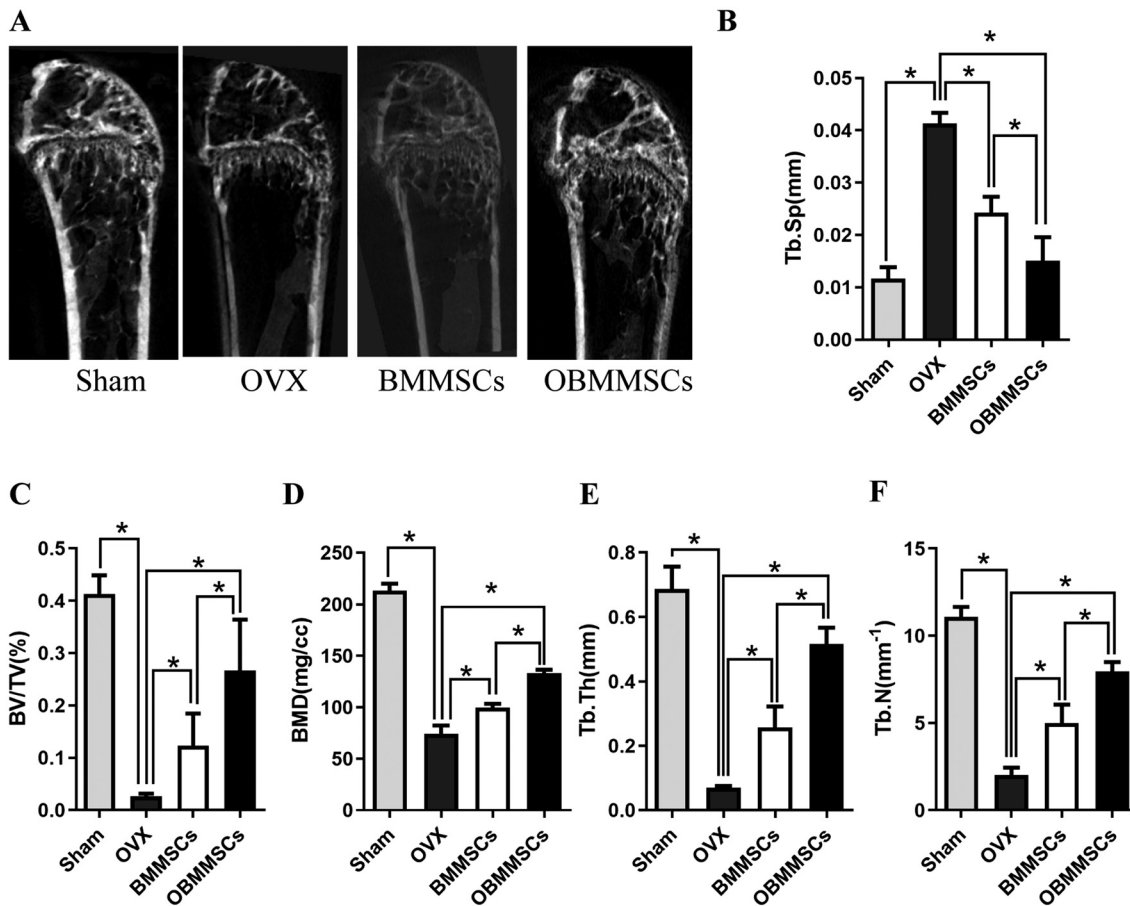 A
Sham
OVX
BMMSCs
OBMMSCs
B
Tb.Sp(mm)
0.05
0.04
0.03
0.02
0.01
0.00
*
*
*
*
Sham
OVX
BMMSCs
OBMMSCs
C
BV/TV(%)
0.5
0.4
0.3
0.2
0.1
0.0
*
*
*
*
Sham
OVX
BMMSCs
OBMMSCs
D
BMD(mg/cc)
250
200
150
100
50
0
*
*
*
*
Sham
OVX
BMMSCs
OBMMSCs
E
Tb.Th(mm)
0.8
0.6
0.4
0.2
0.0
*
*
*
*
Sham
OVX
BMMSCs
OBMMSCs
F
Tb.N(mm⁻¹)
15
10
5
0
*
*
*
*
Sham
OVX
BMMSCs
OBMMSCs